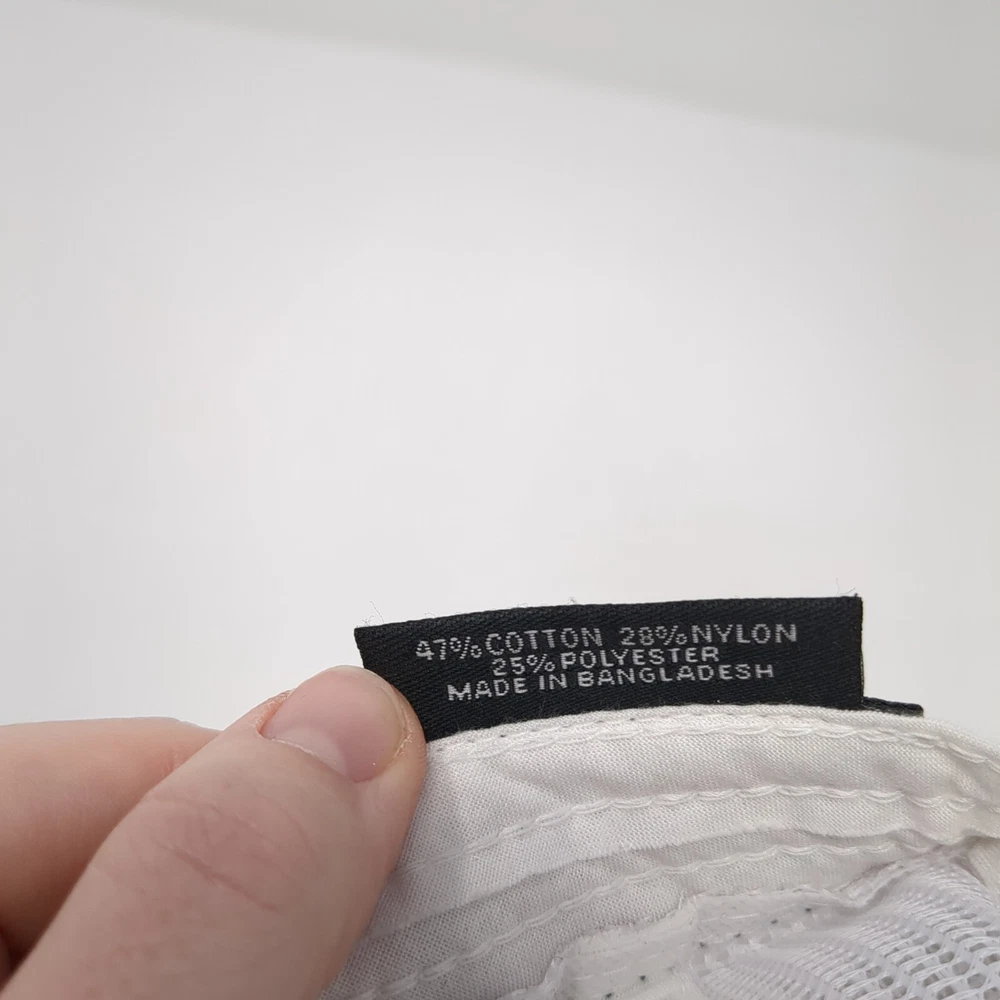 47% COTTON 28% NYLON
25% POLYESTER
MADE IN BANGLADESH